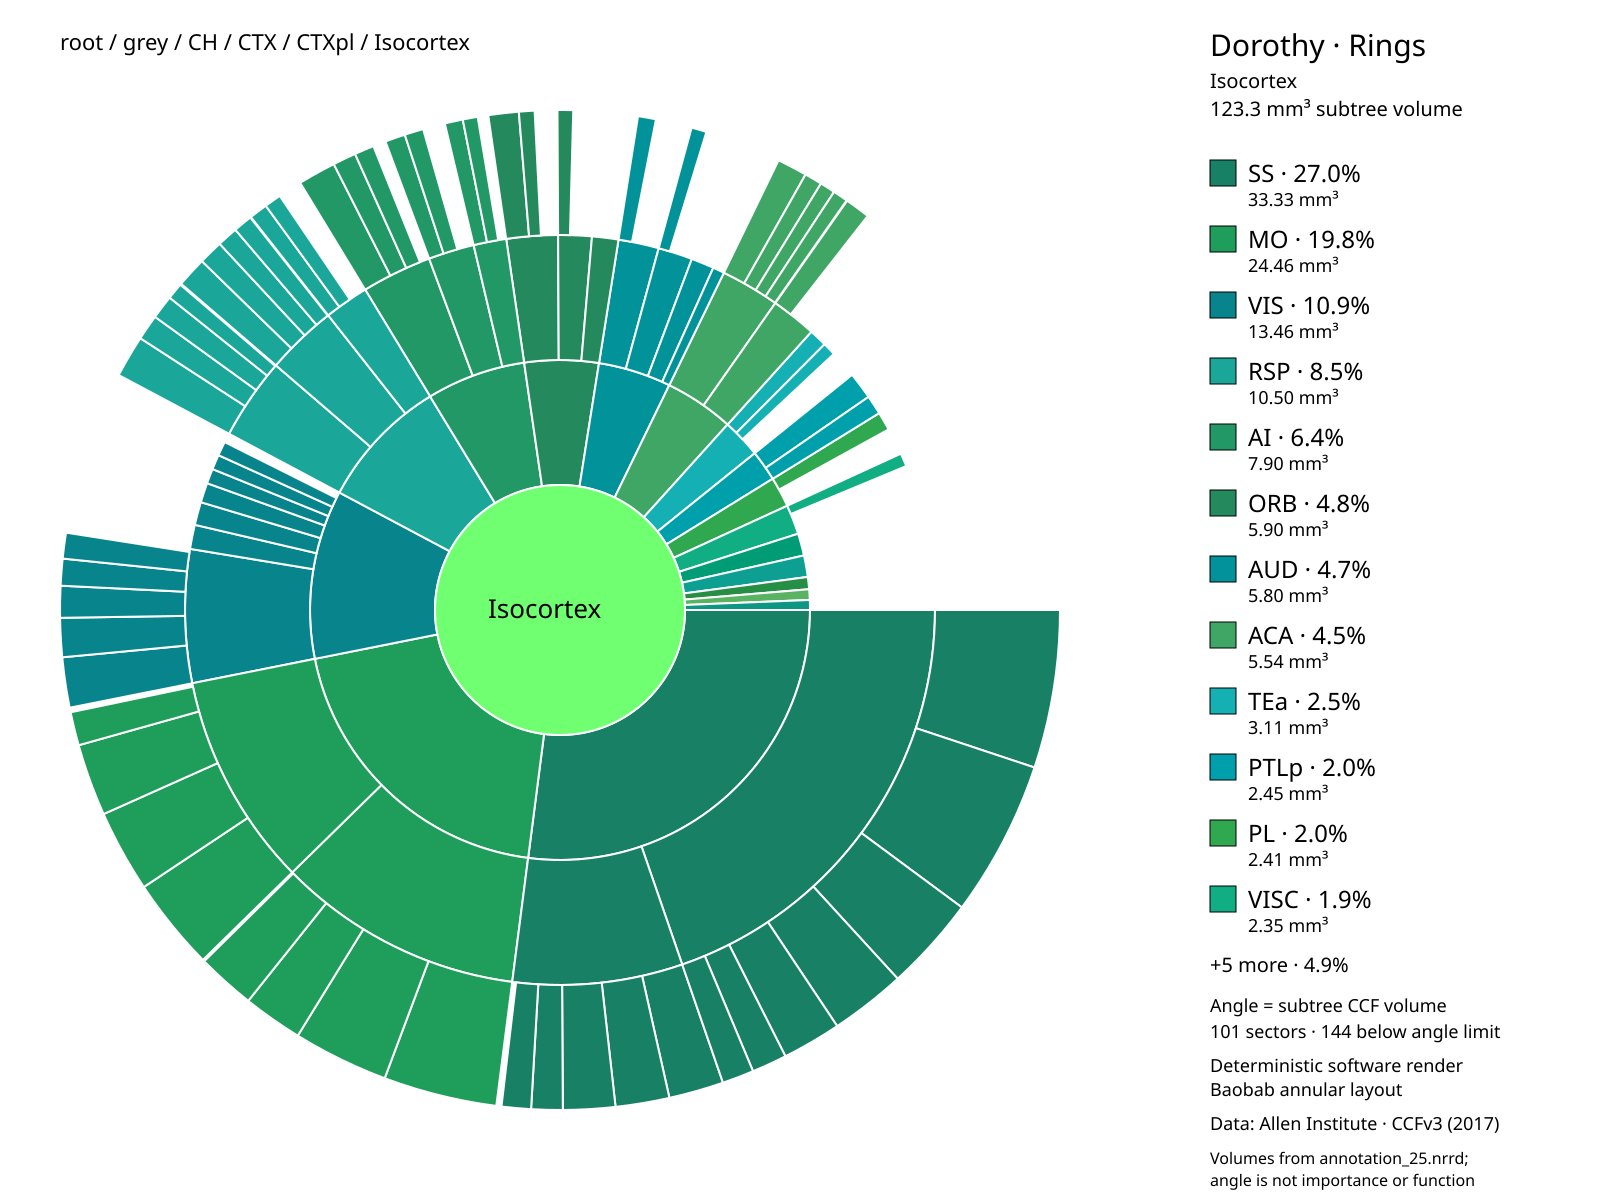 root / grey / CH / CTX / CTXpl / Isocortex
Dorothy · Rings
Isocortex
123.3 mm³ subtree volume
SS · 27.0%
33.33 mm³
MO · 19.8%
24.46 mm³
VIS · 10.9%
13.46 mm³
RSP · 8.5%
10.50 mm³
AI · 6.4%
7.90 mm³
ORB · 4.8%
5.90 mm³
AUD · 4.7%
5.80 mm³
ACA · 4.5%
5.54 mm³
TEa · 2.5%
3.11 mm³
PTLp · 2.0%
2.45 mm³
PL · 2.0%
2.41 mm³
VISC · 1.9%
2.35 mm³
+5 more · 4.9%
Angle = subtree CCF volume
101 sectors · 144 below angle limit
Deterministic software render
Baobab annular layout
Data: Allen Institute · CCFv3 (2017)
Volumes from annotation_25.nrrd;
angle is not importance or function
Isocortex